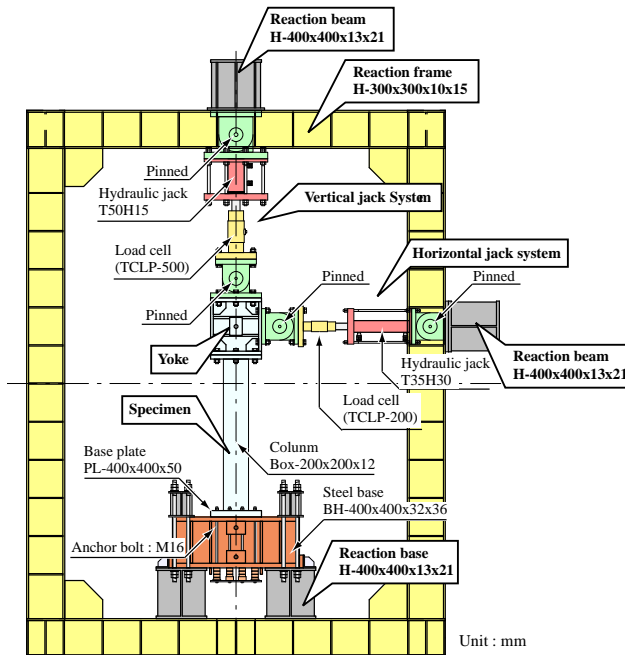 Reaction beam
H-400x400x13x21
Reaction frame
H-300x300x10x15
Pinned
Hydraulic jack
T50H15
Vertical jack System
Load cell
(TCLP-500)
Horizontal jack system
Pinned
Pinned
Pinned
Yoke
Hydraulic jack
T35H30
Reaction beam
H-400x400x13x21
Load cell
(TCLP-200)
Specimen
Base plate
PL-400x400x50
Colunm
Box-200x200x12
Steel base
BH-400x400x32x36
Anchor bolt : M16
Reaction base
H-400x400x13x21
Unit : mm